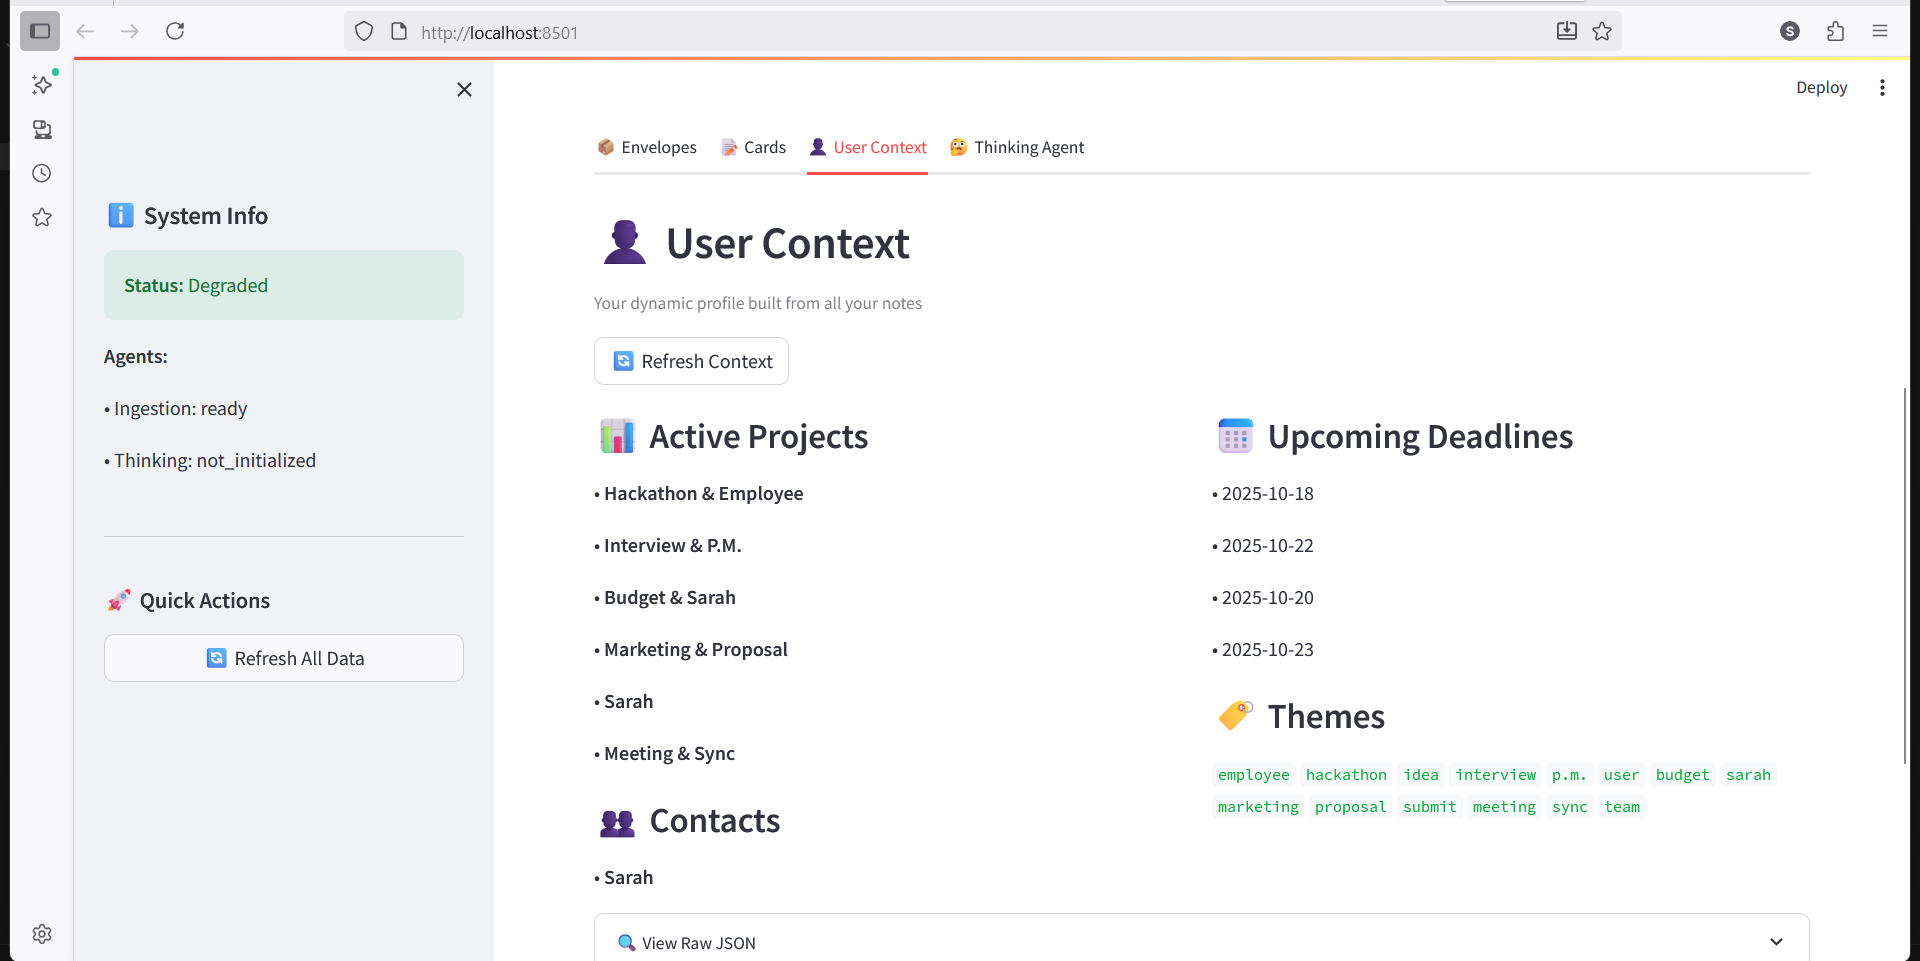 http://localhost:8501
S
Deploy
System Info
Status: Degraded
Agents:
• Ingestion: ready
• Thinking: not_initialized
Quick Actions
Refresh All Data
Envelopes
Cards
User Context
Thinking Agent
User Context
Your dynamic profile built from all your notes
Refresh Context
Active Projects
• Hackathon & Employee
• Interview & P.M.
• Budget & Sarah
• Marketing & Proposal
• Sarah
• Meeting & Sync
Contacts
• Sarah
Upcoming Deadlines
• 2025-10-18
• 2025-10-22
• 2025-10-20
• 2025-10-23
Themes
employee hackathon idea interview p.m. user budget sarah
marketing proposal submit meeting sync team
View Raw JSON